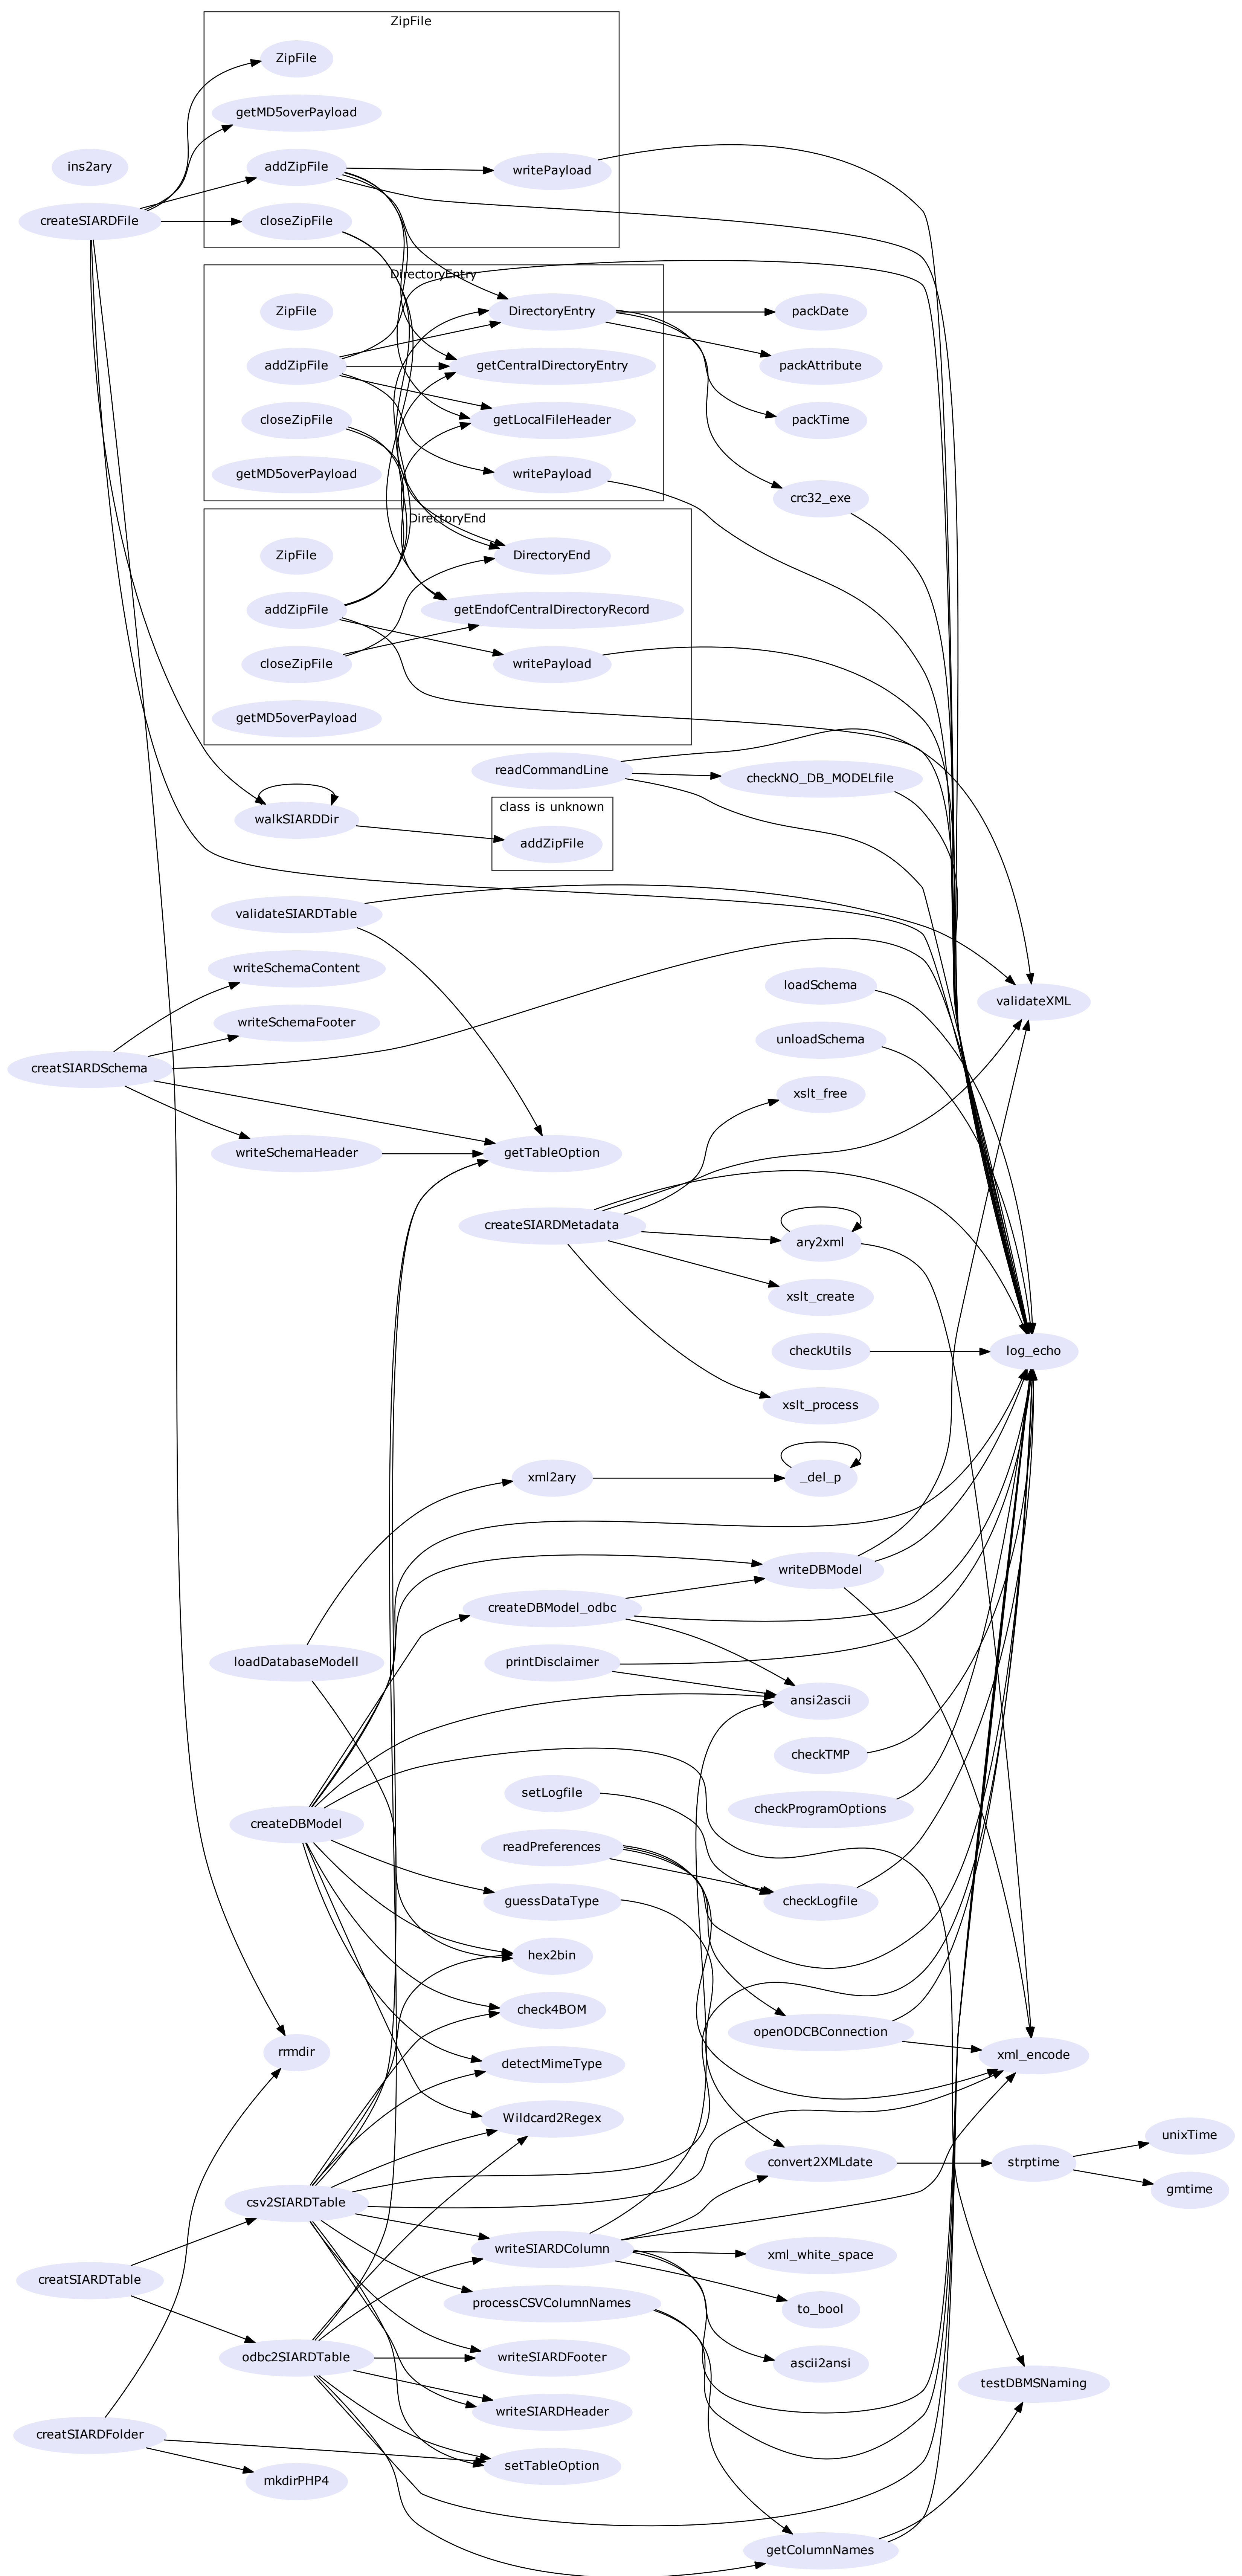 ZipFile
ZipFile
getMD5overPayload
ins2ary
addZipFile
writePayload
createSIARDFile
closeZipFile
DirectoryEntry
ZipFile
DirectoryEntry
packDate
addZipFile
getCentralDirectoryEntry
packAttribute
closeZipFile
getLocalFileHeader
packTime
getMD5overPayload
writePayload
crc32_exe
DirectoryEnd
ZipFile
DirectoryEnd
addZipFile
getEndofCentralDirectoryRecord
closeZipFile
writePayload
getMD5overPayload
readCommandLine
checkNO_DB_MODELfile
class is unknown
walkSIARDDir
addZipFile
validateSIARDTable
writeSchemaContent
loadSchema
validateXML
writeSchemaFooter
unloadSchema
creatSIARDSchema
xslt_free
writeSchemaHeader
getTableOption
createSIARDMetadata
ary2xml
xslt_create
checkUtils
log_echo
xslt_process
xml2ary
_del_p
writeDBModel
createDBModel_odbc
loadDatabaseModell
printDisclaimer
ansi2ascii
checkTMP
setLogfile
checkProgramOptions
createDBModel
readPreferences
guessDataType
checkLogfile
hex2bin
check4BOM
openODCBConnection
rrmdir
detectMimeType
xml_encode
Wildcard2Regex
unixTime
convert2XMLdate
strptime
gmtime
csv2SIARDTable
writeSIARDColumn
xml_white_space
creatSIARDTable
processCSVColumnNames
to_bool
odbc2SIARDTable
writeSIARDFooter
ascii2ansi
testDBMSNaming
writeSIARDHeader
creatSIARDFolder
setTableOption
mkdirPHP4
getColumnNames